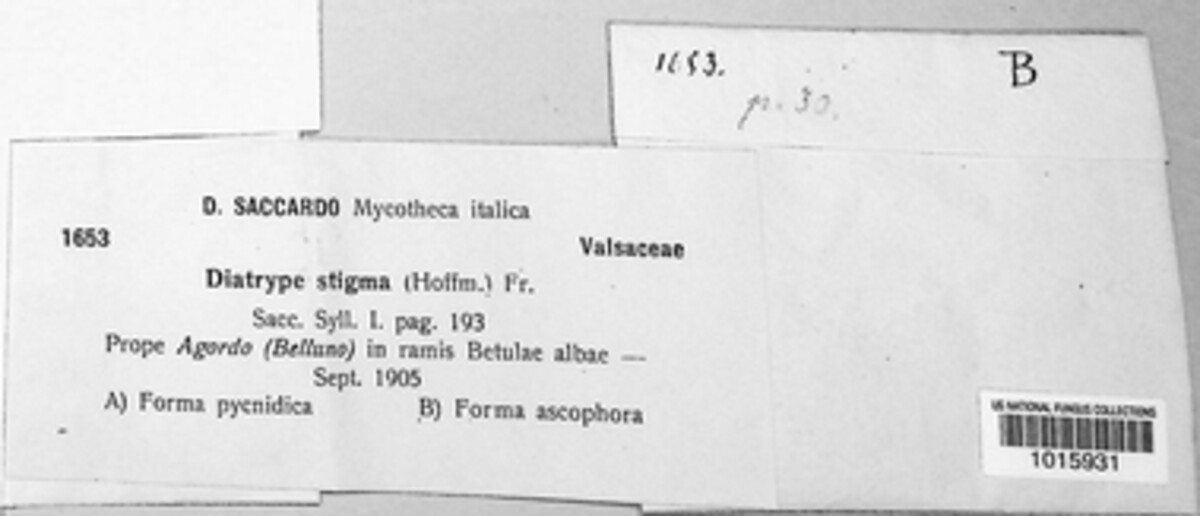 1653.
B
p. 30.
D. SACCARDO Mycotheca italica
1653
Valsaceae
Diatrype stigma (Hoffm.) Fr.
Sacc. Syll. I. pag. 193
Prope Agordo (Belluno) in ramis Betulae albae —
Sept. 1905
A) Forma pycnidica B) Forma ascophora
US NATIONAL FUNGUS COLLECTIONS
1015931